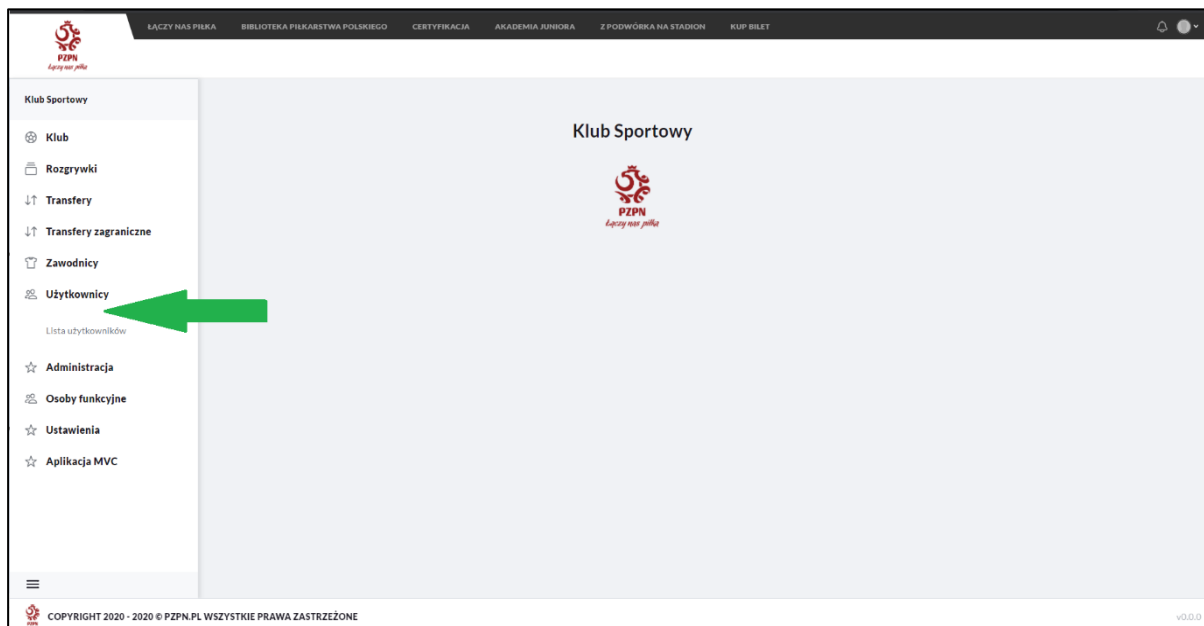 ŁĄCZY NAS PIŁKA BIBLIOTEKA PIŁKARSTWA POLSKIEGO CERTYFIKACJA AKADEMIA JUNIORA Z PODWÓRKA NA STADION KUP BILET
PZPN
Łączy nas piłka
Klub Sportowy
Klub
Rozgrywki
Transfery
Transfery zagraniczne
Zawodnicy
Użytkownicy
Lista użytkowników
Administracja
Osoby funkcyjne
Ustawienia
Aplikacja MVC
Klub Sportowy
PZPN
Łączy nas piłka
PZPN
COPYRIGHT 2020 - 2020 © PZPN.PL WSZYSTKIE PRAWA ZASTRZEŻONE
v0.0.0